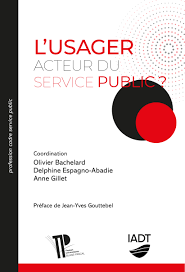 L'USAGER
ACTEUR DU
SERVICE PUBLIC ?
profession cadre service public
Coordination
Olivier Bachelard
Delphine Espagno-Abadie
Anne Gillet
Préface de Jean-Yves Gouttebel
IADT